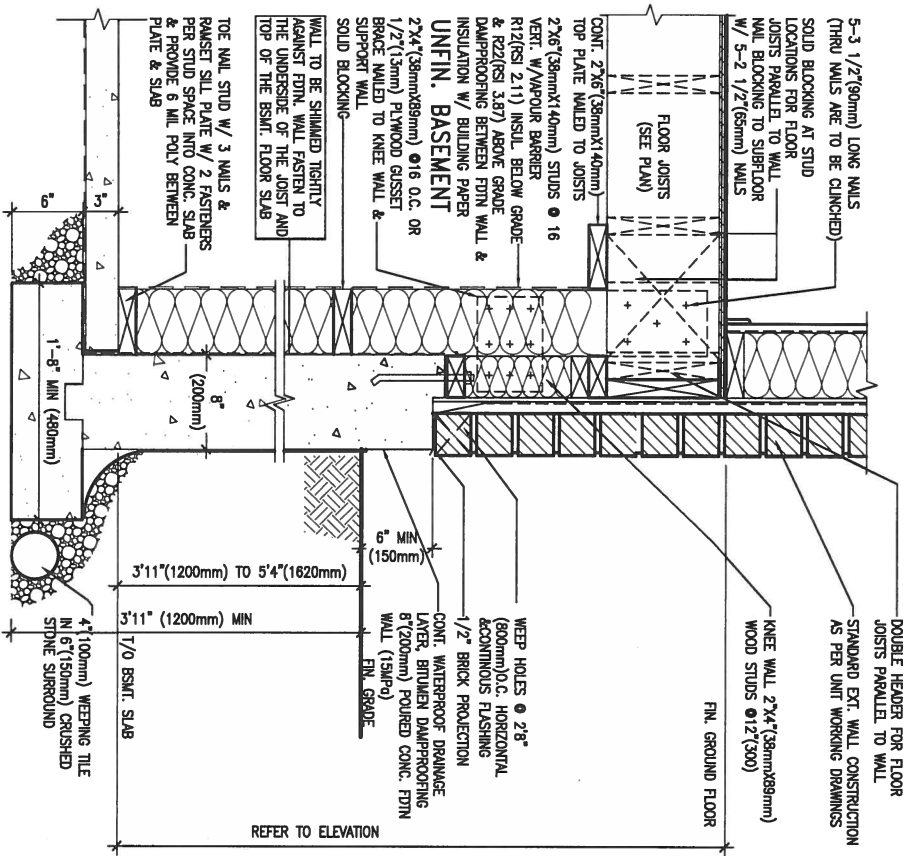 5-3 1/2"(90mm) LONG NAILS
(THRU NAILS ARE TO BE CLINCHED)
SOLID BLOCKING AT STUD
LOCATIONS FOR FLOOR
JOISTS PARALLEL TO WALL
NAIL BLOCKING TO SUBFLOOR
W/ 5-2 1/2"(65mm) NAILS
FLOOR JOISTS
(SEE PLAN)
CONT. 2"X6"(38mmX140mm)
TOP PLATE NAILED TO JOISTS
2"X6"(38mmX140mm) STUDS @ 16
VERT. W/VAPOUR BARRIER
R12(RSI 2.11) INSUL BELOW GRADE
& R22(RSI 3.87) ABOVE GRADE
DAMPPROOFING BETWEEN FDTN WALL &
INSULATION W/ BUILDING PAPER
UNFIN. BASEMENT
2"X4"(38mmX89mm) @16 O.C. OR
1/2"(13mm) PLYWOOD GUSSET
BRACE NAILED TO KNEE WALL &
SUPPORT WALL
SOLID BLOCKING
WALL TO BE SHIMMED TIGHTLY
AGAINST FDTN. WALL FASTEN TO
THE UNDERSIDE OF THE JOIST AND
TOP OF THE BSMT. FLOOR SLAB
TOE NAIL STUD W/ 3 NAILS &
RAMSET SILL PLATE W/ 2 FASTENERS
PER STUD SPACE INTO CONC. SLAB
& PROVIDE 6 MIL POLY BETWEEN
PLATE & SLAB
3"
6"
8"
(200mm)
1'-8" MIN (480mm)
DOUBLE HEADER FOR FLOOR
JOISTS PARALLEL TO WALL
STANDARD EXT. WALL CONSTRUCTION
AS PER UNIT WORKING DRAWINGS
KNEE WALL 2"X4"(38mmX89mm)
WOOD STUDS @12"(300)
FIN. GROUND FLOOR
WEEP HOLES @ 2'8"
(800mm)O.C. HORIZONTAL
&CONTINOUS FLASHING
1/2" BRICK PROJECTION
CONT. WATERPROOF DRAINAGE
LAYER, BITUMEN DAMPPROOFING
8"(200mm) POURED CONC. FDTN
WALL (15MPa)
6" MIN
(150mm)
FIN. GRADE
3'11"(1200mm) TO 5'4"(1620mm)
3'11" (1200mm) MIN
T/O BSMT. SLAB
4"(100mm) WEEPING TILE
IN 6"(150mm) CRUSHED
STONE SURROUND
REFER TO ELEVATION